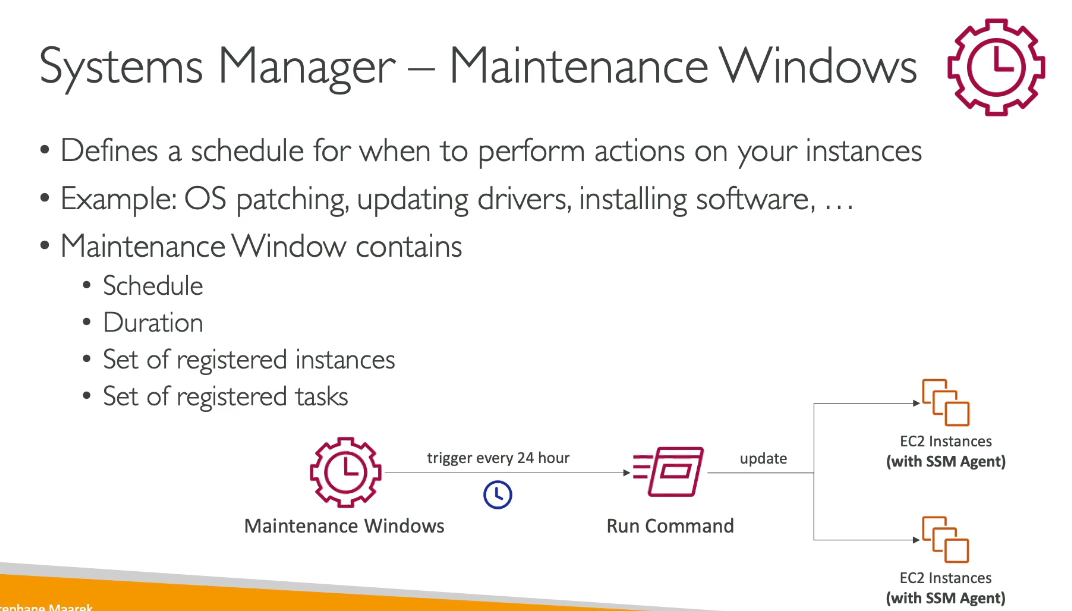 Systems Manager – Maintenance Windows
• Defines a schedule for when to perform actions on your instances
• Example: OS patching, updating drivers, installing software, …
• Maintenance Window contains
• Schedule
• Duration
• Set of registered instances
• Set of registered tasks
Maintenance Windows
trigger every 24 hour
Run Command
update
EC2 Instances
(with SSM Agent)
EC2 Instances
(with SSM Agent)
Maarek